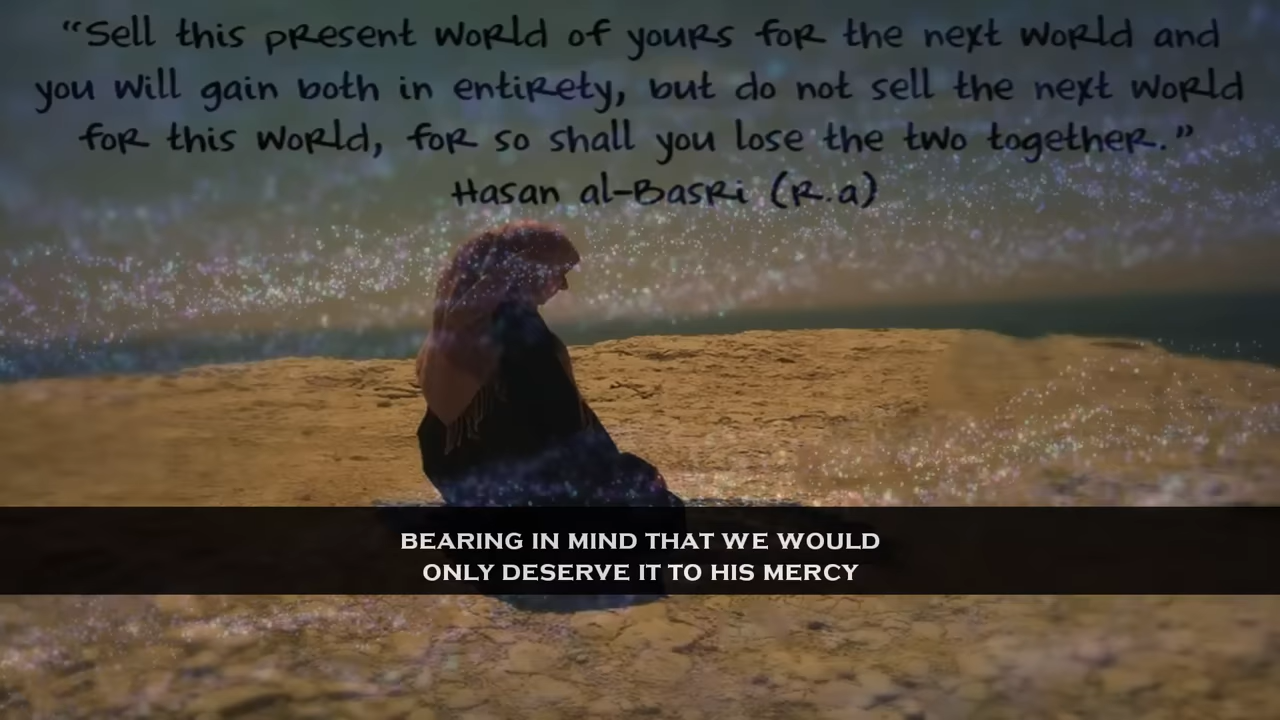 “Sell this present world of yours for the next world and
you will gain both in entirety, but do not sell the next world
for this world, for so shall you lose the two together.”
Hasan al-Basri (R.a)
BEARING IN MIND THAT WE WOULD
ONLY DESERVE IT TO HIS MERCY